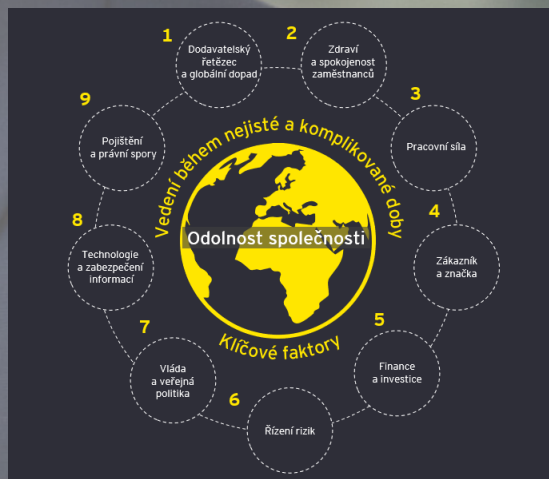 1
Dodavatelský
řetězec
a globální dopad
2
Zdraví
a spokojenost
zaměstnanců
3
Pracovní síla
4
Zákazník
a značka
5
Finance
a investice
6
Řízení rizik
7
Vláda
a veřejná
politika
8
Technologie
a zabezpečení
informací
9
Pojištění
a právní spory
Vedení během nejisté a komplikované doby
Odolnost společnosti
Klíčové faktory